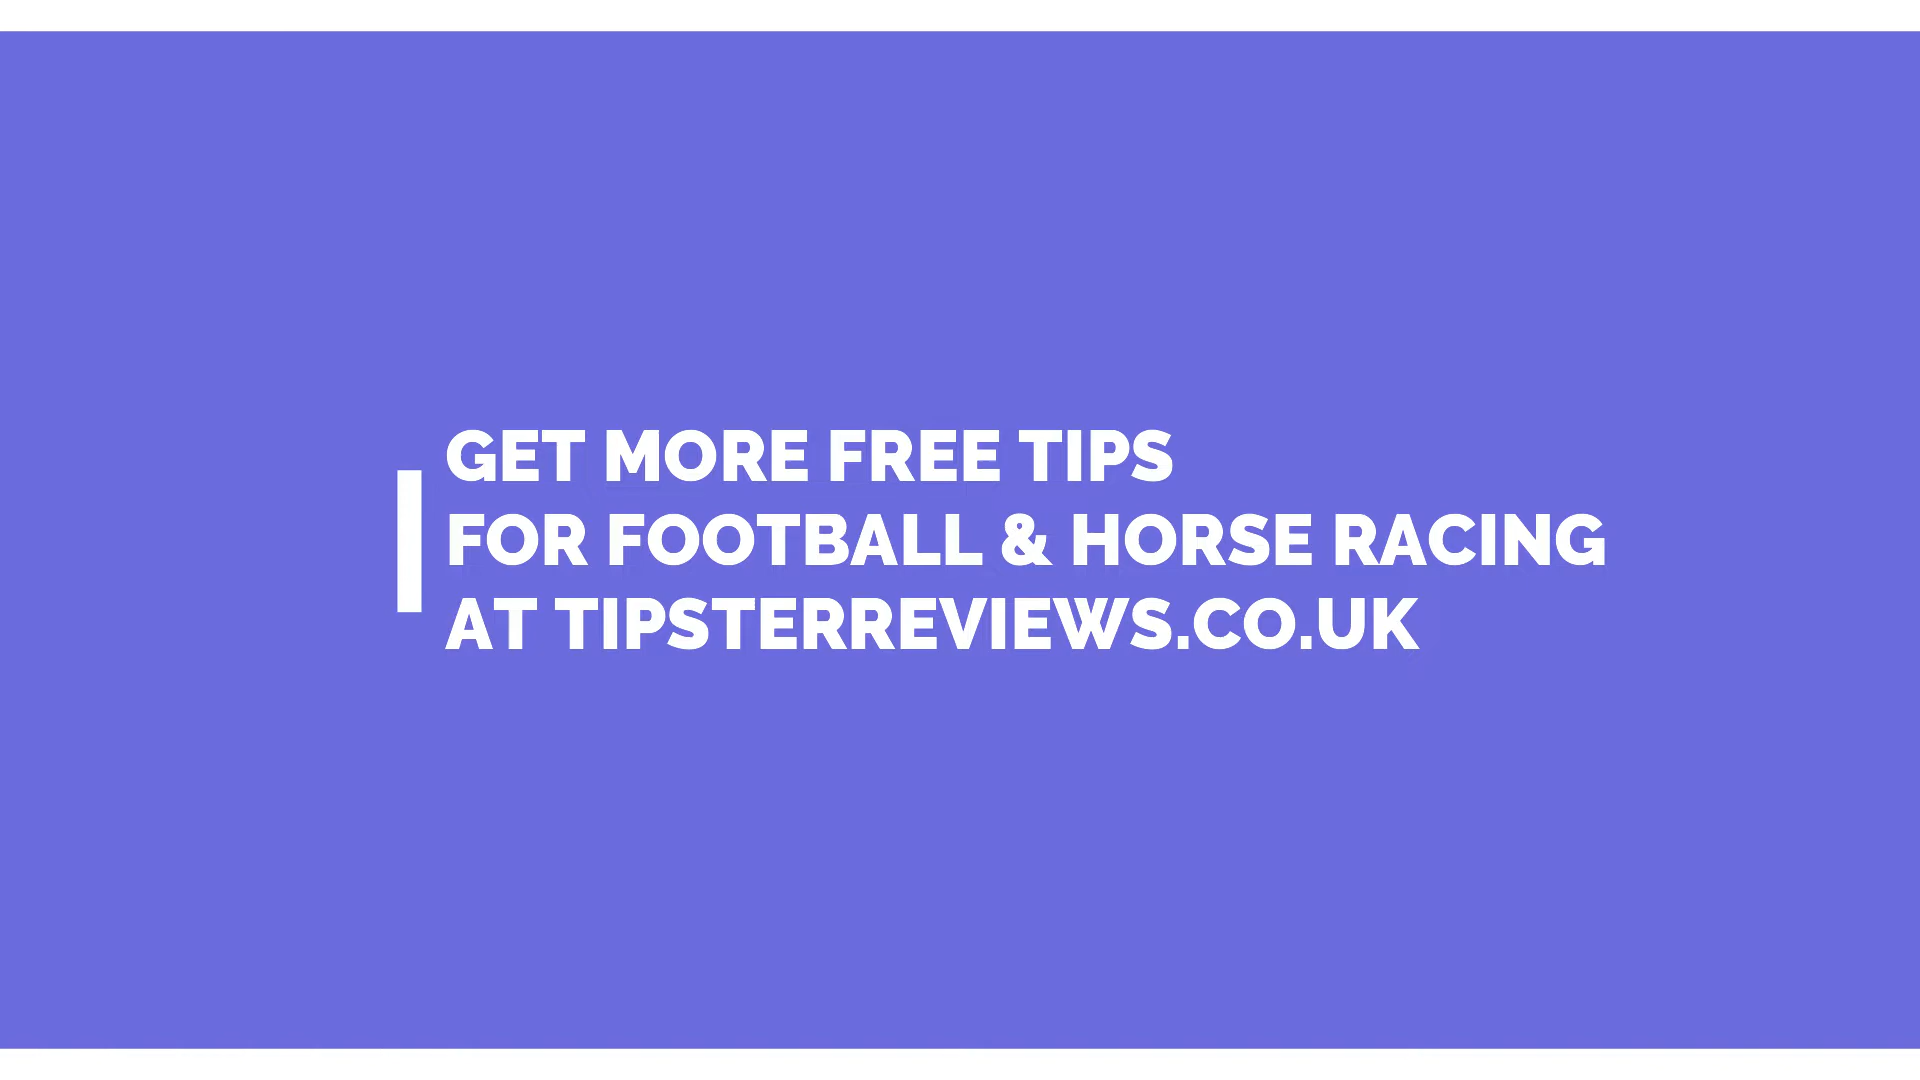 GET MORE FREE TIPS
FOR FOOTBALL & HORSE RACING
AT TIPSTERREVIEWS.CO.UK